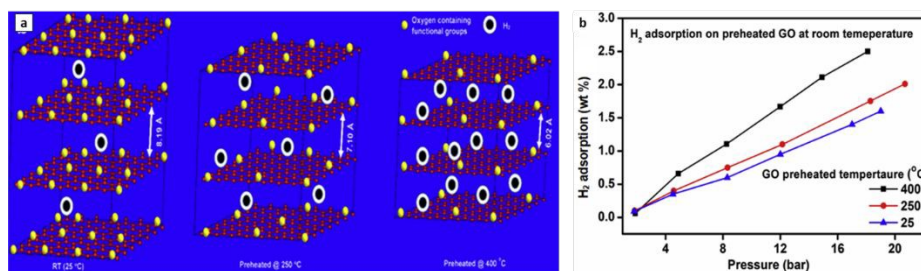 a
Oxygen containing
functional groups
H₂
8.19 A
7.10 A
6.02 A
RT (25 °C)
Preheated @ 250 °C
Preheated @ 400 °C
b
H₂ adsorption on preheated GO at room temeperature
H₂ adsorption (wt %)
3.0
2.5
2.0
1.5
1.0
0.5
0.0
GO preheated tempertaure (°C
400
250
25
0 4 8 12 16 20
Pressure (bar)